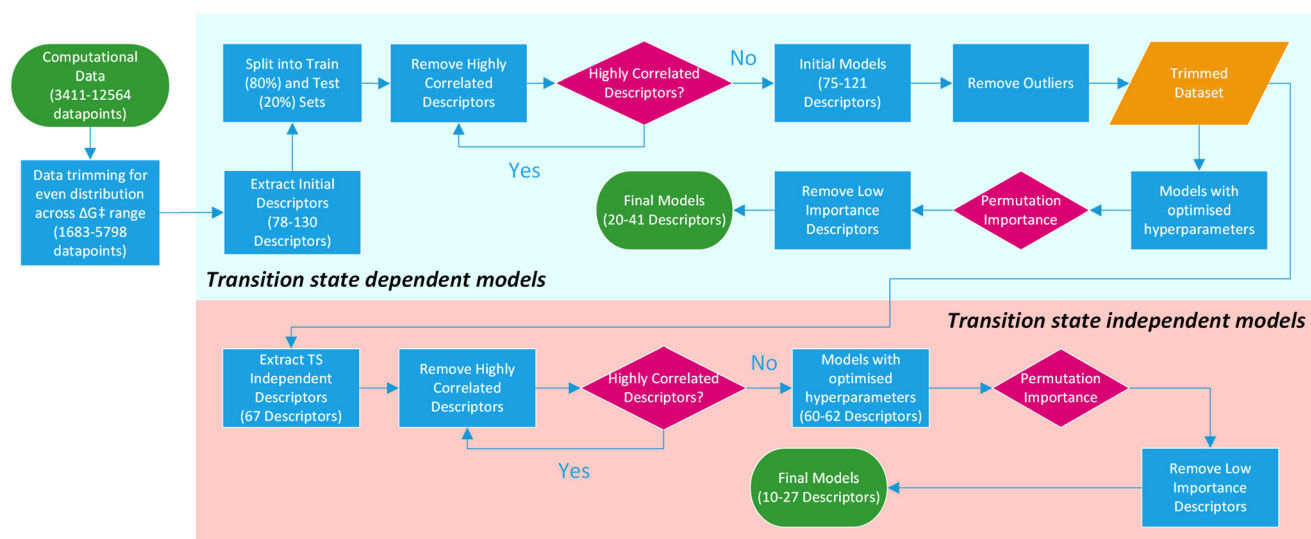 Computational
Data
(3411-12564
datapoints)
Data trimming for
even distribution
across ΔG‡ range
(1683-5798
datapoints)
Split into Train
(80%) and Test
(20%) Sets
Extract Initial
Descriptors
(78-130
Descriptors)
Remove Highly
Correlated
Descriptors
Highly Correlated
Descriptors?
No
Yes
Initial Models
(75-121
Descriptors)
Remove Outliers
Trimmed
Dataset
Models with
optimised
hyperparameters
Permutation
Importance
Remove Low
Importance
Descriptors
Final Models
(20-41 Descriptors)
Transition state dependent models
Transition state independent models
Extract TS
Independent
Descriptors
(67 Descriptors)
Remove Highly
Correlated
Descriptors
Highly Correlated
Descriptors?
No
Yes
Models with
optimised
hyperparameters
(60-62 Descriptors)
Permutation
Importance
Remove Low
Importance
Descriptors
Final Models
(10-27 Descriptors)